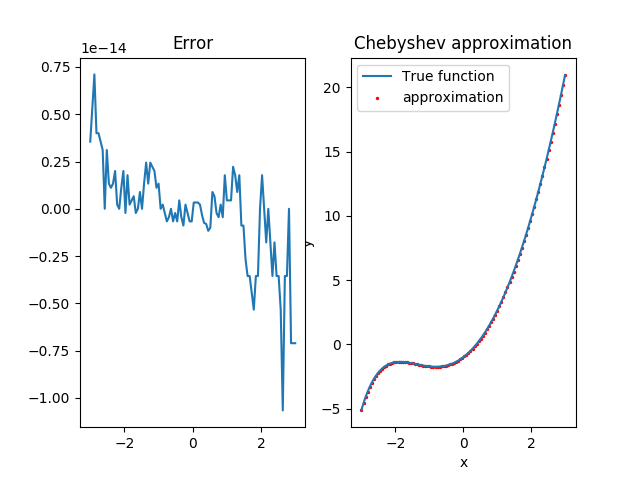 1e−14
Error
0.75
0.50
0.25
0.00
−0.25
−0.50
−0.75
−1.00
−2
0
2
Chebyshev approximation
True function
approximation
20
15
10
5
0
−5
y
−2
0
2
x